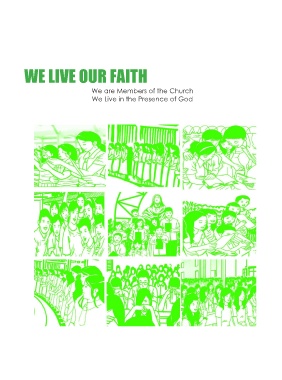 WE LIVE OUR FAITH
We are Members of the Church
We Live in the Presence of God